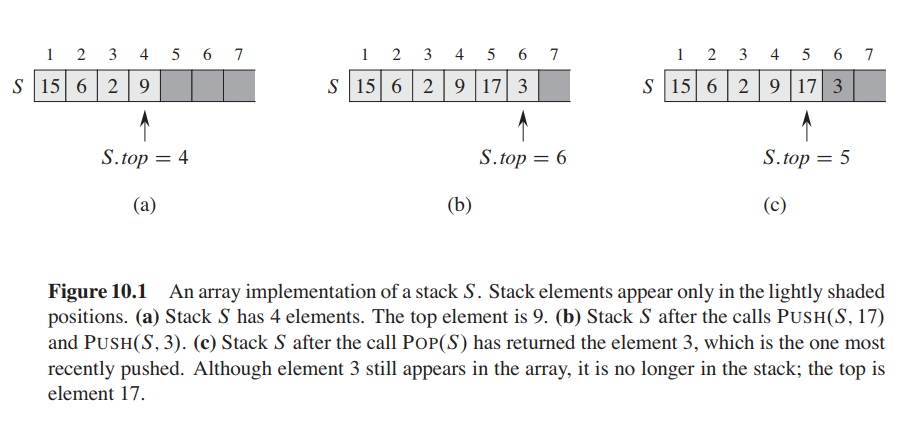 1 2 3 4 5 6 7 1 2 3 4 5 6 7 1 2 3 4 5 6 7
S 15 6 2 9 S 15 6 2 9 17 3 S 15 6 2 9 17 3
S.top = 4 S.top = 6 S.top = 5
(a) (b) (c)
Figure 10.1 An array implementation of a stack S. Stack elements appear only in the lightly shaded
positions. (a) Stack S has 4 elements. The top element is 9. (b) Stack S after the calls PUSH(S, 17)
and PUSH(S, 3). (c) Stack S after the call POP(S) has returned the element 3, which is the one most
recently pushed. Although element 3 still appears in the array, it is no longer in the stack; the top is
element 17.